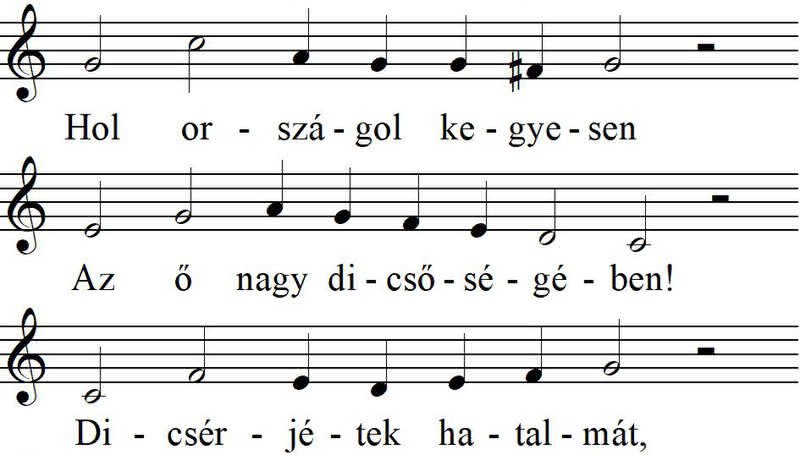 Hol or - szá - gol ke - gye - sen
Az ő nagy di - cső - sé - gé - ben!
Di - csér - jé - tek ha - tal - mát,